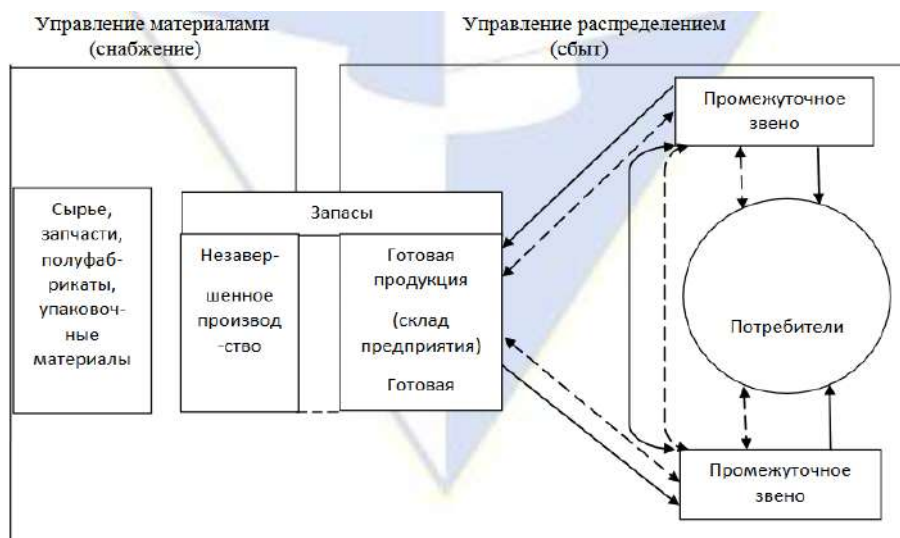 Управление материалами
(снабжение)
Управление распределением
(сбыт)
Промежуточное
звено
Сырье,
запчасти,
полуфаб-
рикаты,
упаковоч-
ные
материалы
Запасы
Незавер-
шенное
производ
-ство
Готовая
продукция
(склад
предприятия)
Готовая
Потребители
Промежуточное
звено